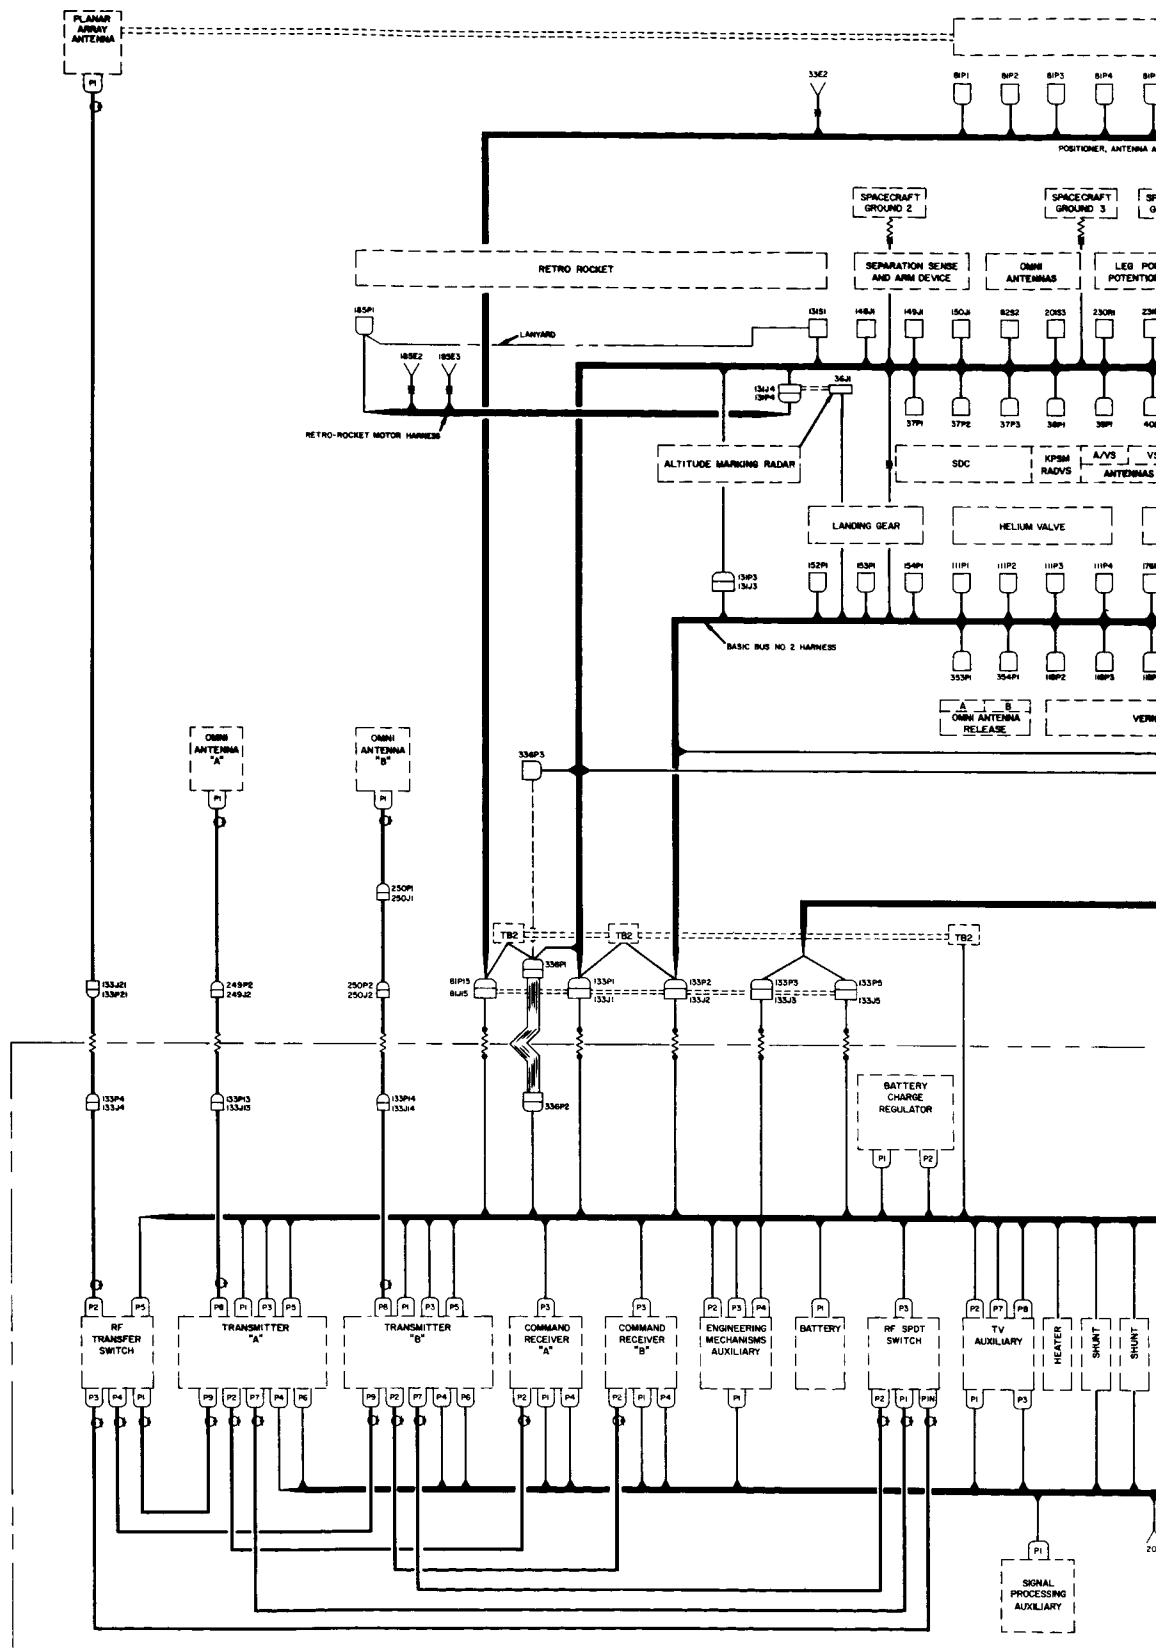 PLANAR
ARRAY
ANTENNA
P1
33E2
81P1
81P2
81P3
81P4
81P
POSITIONER, ANTENNA A
SPACECRAFT
GROUND 2
SPACECRAFT
GROUND 3
SP
G
RETRO ROCKET
SEPARATION SENSE
AND ARM DEVICE
OMNI
ANTENNAS
LEG PO
POTENTIO
185P1
131S1
148J1
149J1
150J1
82S2
201S3
230R1
LANYARD
185E2
185E3
131J4
131P4
36J1
37P1
37P2
37P3
38P1
39P1
RETRO-ROCKET MOTOR HARNESS
ALTITUDE MARKING RADAR
SDC
KPSM
RADVS
A/VS
VS
ANTENNAS
LANDING GEAR
HELIUM VALVE
152P1
153P1
154P1
111P1
111P2
111P3
111P4
131P3
131J3
BASIC BUS NO. 2 HARNESS
353P1
354P1
118P2
118P3
118P
A
B
OMNI ANTENNA
RELEASE
VERN
OMNI
ANTENNA
"A"
OMNI
ANTENNA
"B"
336P3
P1
P1
250P1
250J1
TB2
TB2
TB2
336P1
133J21
133P21
249P2
249J2
250P2
250J2
81P15
81J15
133P1
133J1
133P2
133J2
133P3
133J3
133P5
133J5
BATTERY
CHARGE
REGULATOR
133P4
133J4
133P13
133J13
133P14
133J14
336P2
P1
P2
P2
P5
P8
P1
P3
P5
P8
P1
P3
P5
P3
P3
P2
P3
P4
P1
P3
P2
P7
P8
RF
TRANSFER
SWITCH
TRANSMITTER
"A"
TRANSMITTER
"B"
COMMAND
RECEIVER
"A"
COMMAND
RECEIVER
"B"
ENGINEERING
MECHANISMS
AUXILIARY
BATTERY
RF SPDT
SWITCH
TV
AUXILIARY
HEATER
SHUNT
SHUNT
P3
P4
P1
P9
P2
P7
P4
P6
P9
P2
P7
P4
P6
P2
P1
P4
P2
P1
P4
P1
P2
P1
P1N
P1
P3
P1
20
SIGNAL
PROCESSING
AUXILIARY